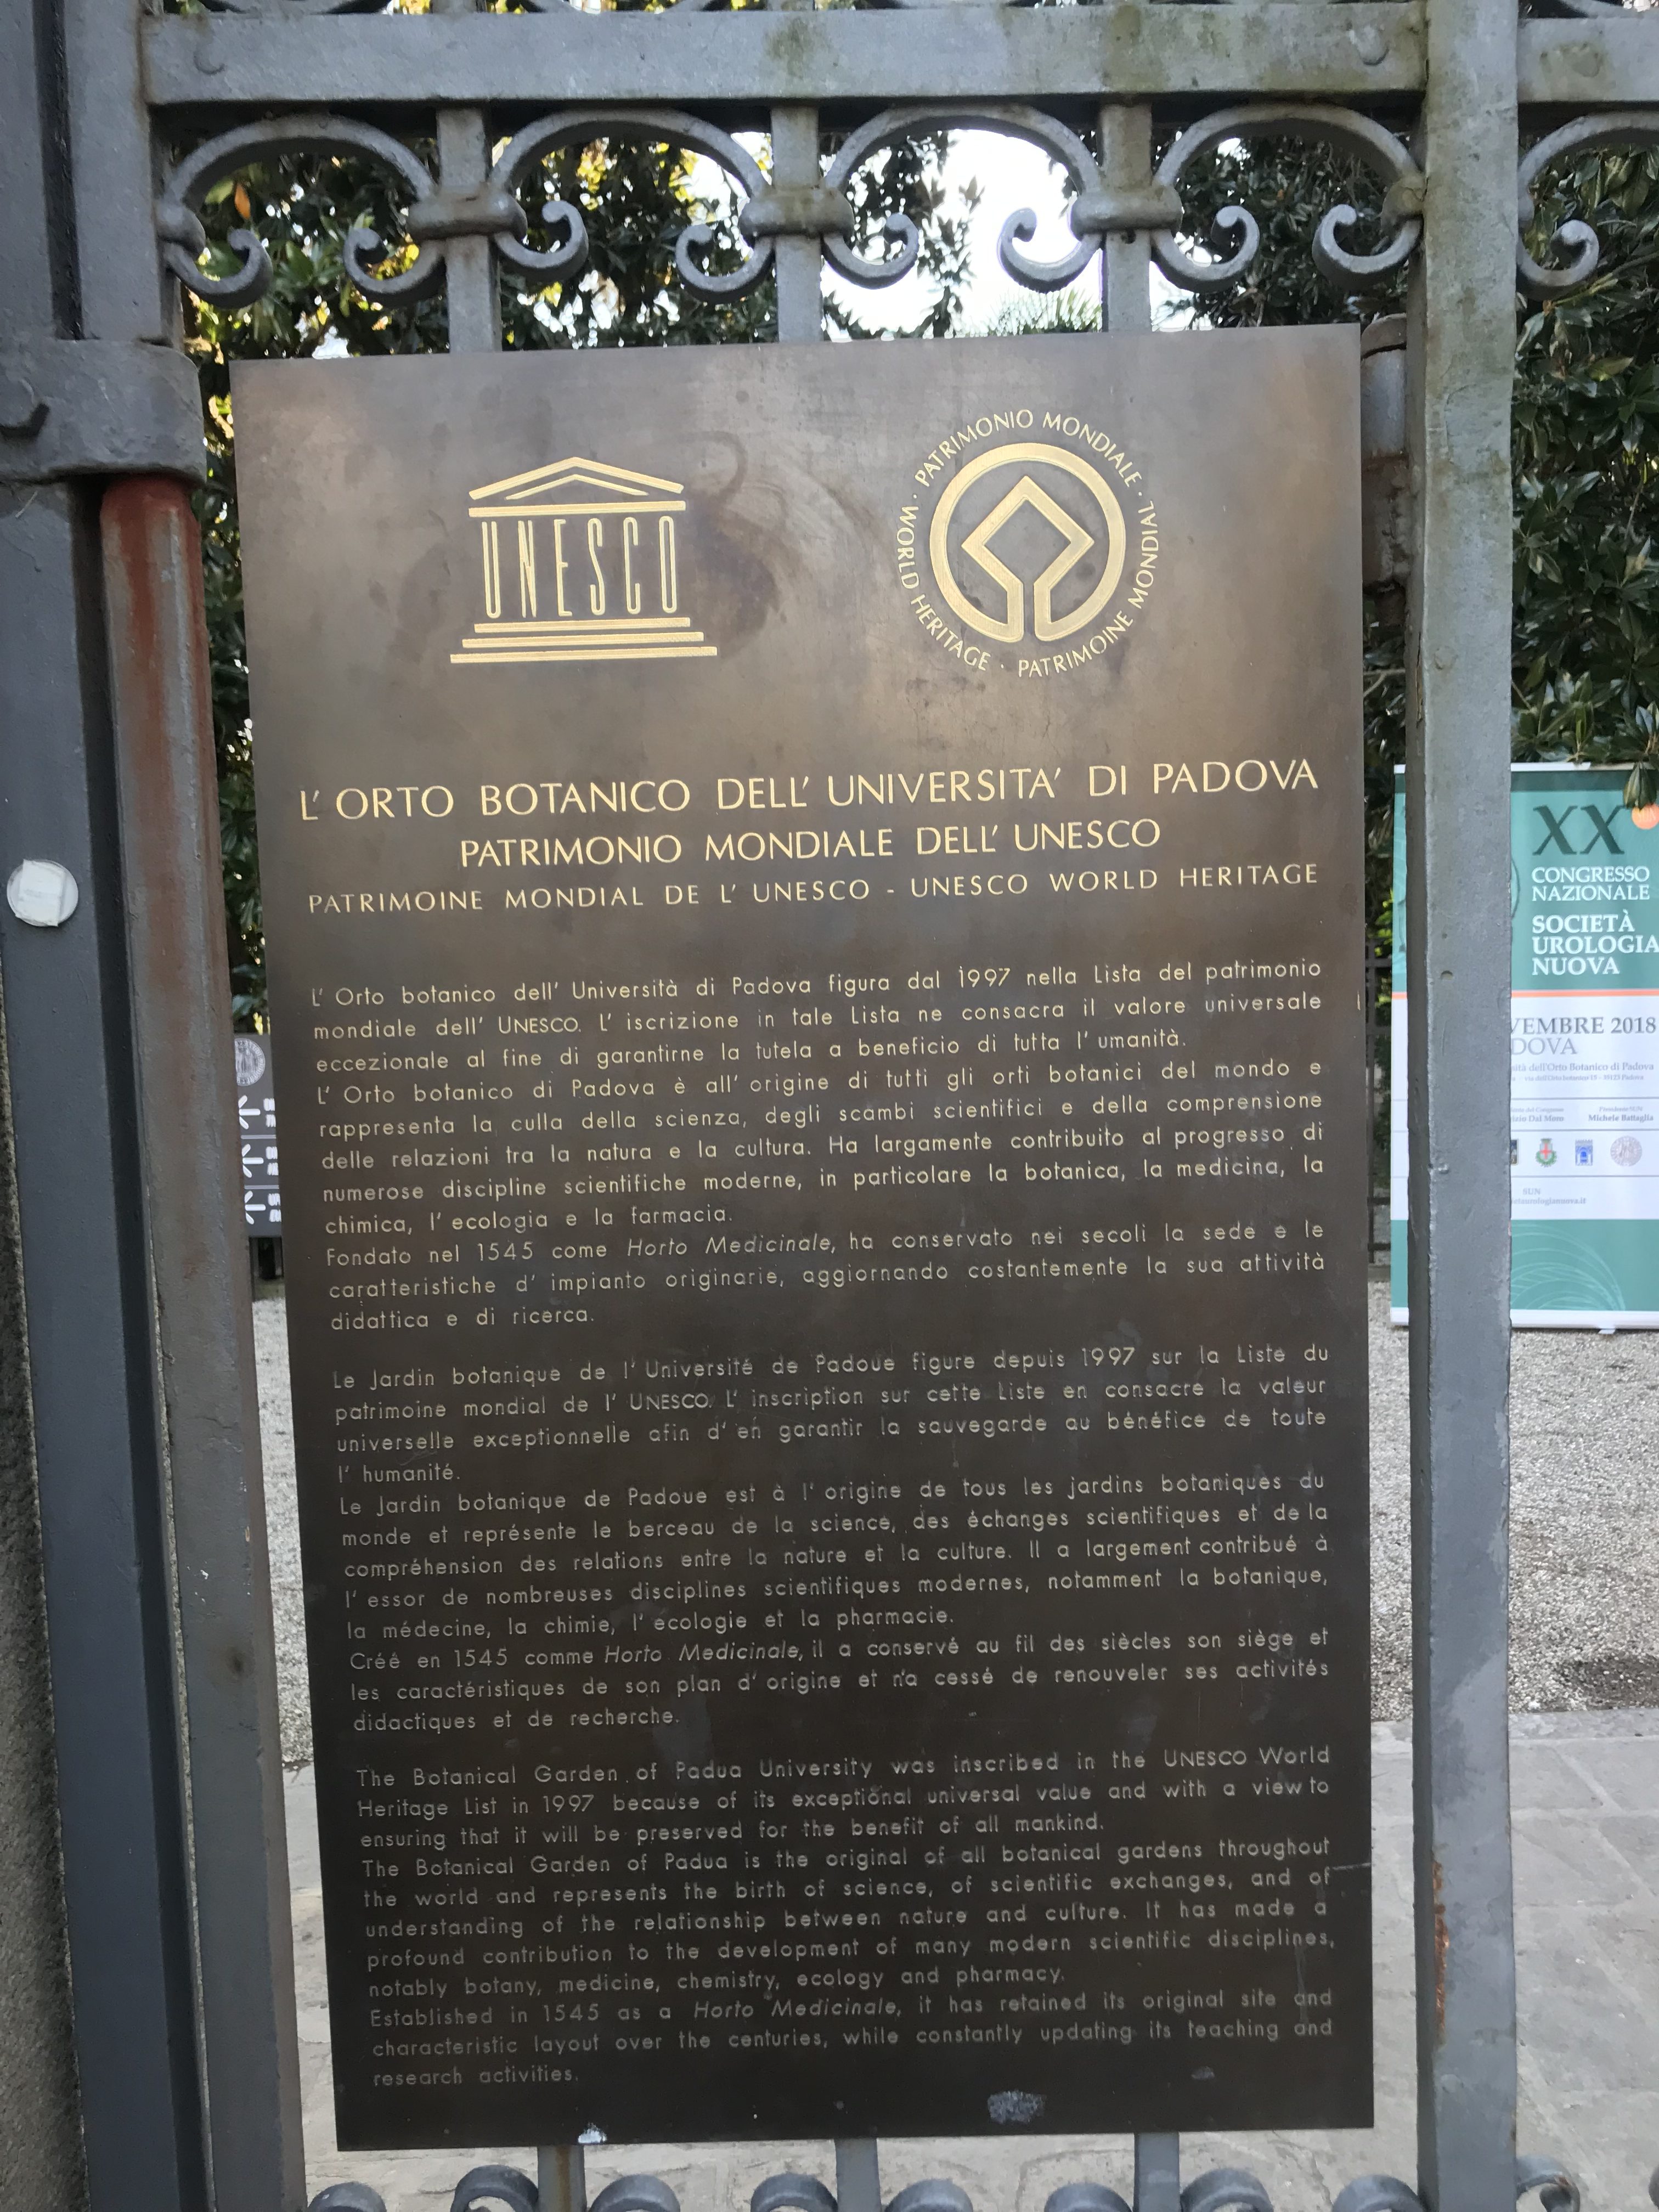 UNESCO
PATRIMONIO MONDIALE · WORLD HERITAGE · PATRIMOINE MONDIAL ·
L' ORTO BOTANICO DELL' UNIVERSITA' DI PADOVA
PATRIMONIO MONDIALE DELL' UNESCO
PATRIMOINE MONDIAL DE L' UNESCO - UNESCO WORLD HERITAGE
L' Orto botanico dell' Università di Padova figura dal 1997 nella Lista del patrimonio
mondiale dell' UNESCO. L' iscrizione in tale Lista ne consacra il valore universale
eccezionale al fine di garantirne la tutela a beneficio di tutta l' umanità.
L' Orto botanico di Padova è all' origine di tutti gli orti botanici del mondo e
rappresenta la culla della scienza, degli scambi scientifici e della comprensione
delle relazioni tra la natura e la cultura. Ha largamente contribuito al progresso di
numerose discipline scientifiche moderne, in particolare la botanica, la medicina, la
chimica, l' ecologia e la farmacia.
Fondato nel 1545 come Horto Medicinale, ha conservato nei secoli la sede e le
caratteristiche d' impianto originarie, aggiornando costantemente la sua attività
didattica e di ricerca.
Le Jardin botanique de l' Université de Padoue figure depuis 1997 sur la Liste du
patrimoine mondial de l' UNESCO. L' inscription sur cette Liste en consacre la valeur
universelle exceptionnelle afin d' en garantir la sauvegarde au bénéfice de toute
l' humanité.
Le Jardin botanique de Padoue est à l' origine de tous les jardins botaniques du
monde et représente le berceau de la science, des échanges scientifiques et de la
compréhension des relations entre la nature et la culture. Il a largement contribué à
l' essor de nombreuses disciplines scientifiques modernes, notamment la botanique,
la médecine, la chimie, l' ecologie et la pharmacie.
Créé en 1545 comme Horto Medicinale, il a conservé au fil des siècles son siège et
les caractéristiques de son plan d' origine et n'a cessé de renouveler ses activités
didactiques et de recherche.
The Botanical Garden of Padua University was inscribed in the UNESCO World
Heritage List in 1997 because of its exceptional universal value and with a view to
ensuring that it will be preserved for the benefit of all mankind.
The Botanical Garden of Padua is the original of all botanical gardens throughout
the world and represents the birth of science, of scientific exchanges, and of
understanding of the relationship between nature and culture. It has made a
profound contribution to the development of many modern scientific disciplines,
notably botany, medicine, chemistry, ecology and pharmacy.
Established in 1545 as a Horto Medicinale, it has retained its original site and
characteristic layout over the centuries, while constantly updating its teaching and
research activities.
XX
CONGRESSO
NAZIONALE
SOCIETÀ
UROLOGIA
NUOVA
VEMBRE 2018
DOVA
dell'Orto Botanico di Padova
Michele Battaglia
SUN